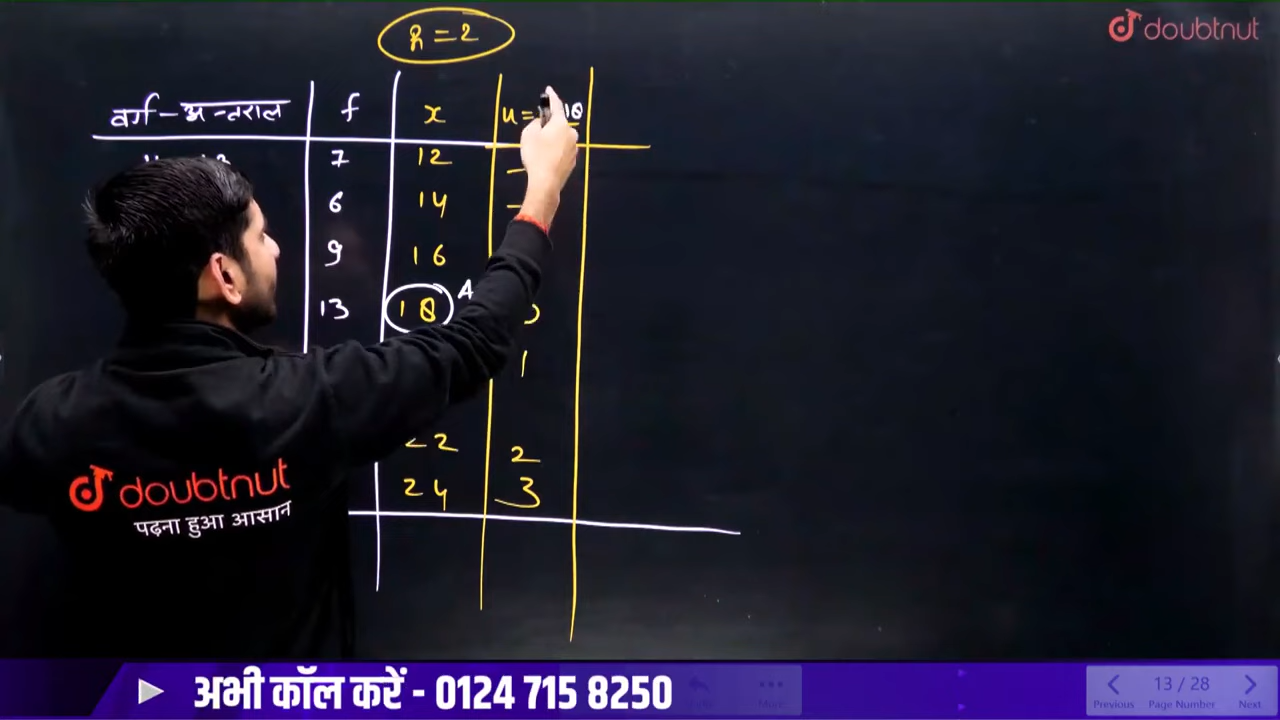 h = 2
doubtnut
वर्ग-अन्तराल f x u =
7 12
6 14
9 16
13 18 A
1
22 2
24 3
doubtnut
पढ़ना हुआ आसान
अभी कॉल करें - 0124 715 8250
13 / 28
Previous Page Number Next
More